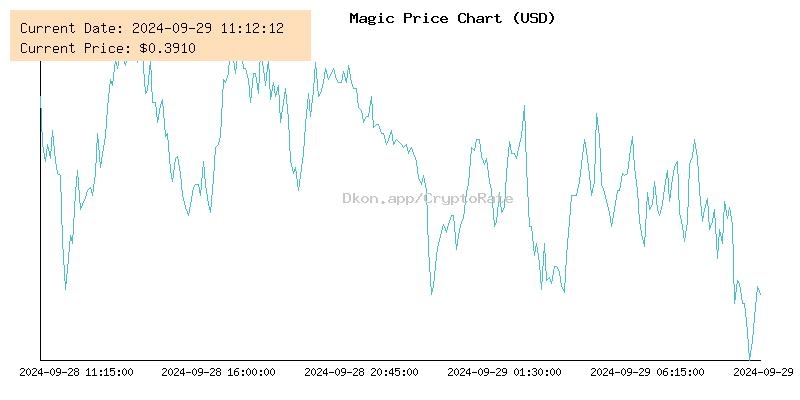 Magic Price Chart (USD)
Current Date: 2024-09-29 11:12:12
Current Price: $0.3910
Dkon.app/CryptoRate
2024-09-28 11:15:00 2024-09-28 16:00:00 2024-09-28 20:45:00 2024-09-29 01:30:00 2024-09-29 06:15:00 2024-09-29